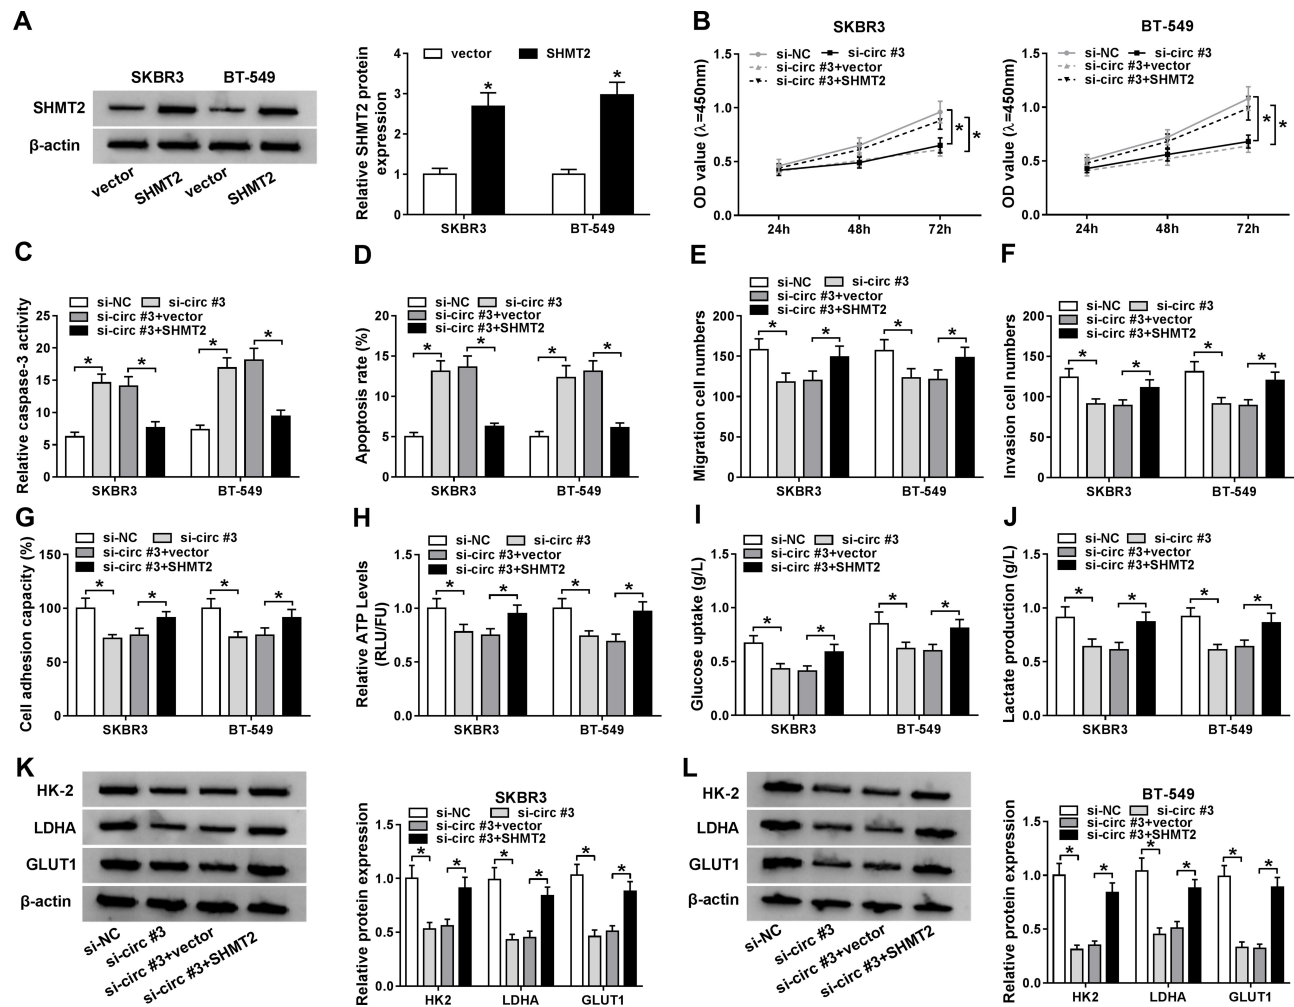 A
SKBR3 BT-549
SHMT2
β-actin
vector
SHMT2
vector
SHMT2
vector SHMT2
Relative SHMT2 protein
expression
4
3
2
1
0
* *
SKBR3 BT-549
B
SKBR3
si-NC si-circ #3
si-circ #3+vector
si-circ #3+SHMT2
OD value (λ=450nm)
1.5
1.0
0.5
0.0
* *
24h 48h 72h
BT-549
si-NC si-circ #3
si-circ #3+vector
si-circ #3+SHMT2
OD value (λ=450nm)
1.5
1.0
0.5
0.0
* *
24h 48h 72h
C
si-NC si-circ #3
si-circ #3+vector
si-circ #3+SHMT2
Relative caspase-3 activity
25
20
15
10
5
0
* * * *
SKBR3 BT-549
D
si-NC si-circ #3
si-circ #3+vector
si-circ #3+SHMT2
Apoptosis rate (%)
20
15
10
5
0
* * * *
SKBR3 BT-549
E
si-NC si-circ #3
si-circ #3+vector
si-circ #3+SHMT2
Migration cell numbers
200
150
100
50
0
* * * *
SKBR3 BT-549
F
si-NC si-circ #3
si-circ #3+vector
si-circ #3+SHMT2
Invasion cell numbers
200
150
100
50
0
* * * *
SKBR3 BT-549
G
si-NC si-circ #3
si-circ #3+vector
si-circ #3+SHMT2
Cell adhesion capacity (%)
150
100
50
0
* * * *
SKBR3 BT-549
H
si-NC si-circ #3
si-circ #3+vector
si-circ #3+SHMT2
Relative ATP Levels
(RLU/FU)
1.5
1.0
0.5
0.0
* * * *
SKBR3 BT-549
I
si-NC si-circ #3
si-circ #3+vector
si-circ #3+SHMT2
Glucose uptake (g/L)
1.5
1.0
0.5
0.0
* * * *
SKBR3 BT-549
J
si-NC si-circ #3
si-circ #3+vector
si-circ #3+SHMT2
Lactate production (g/L)
1.5
1.0
0.5
0.0
* * * *
SKBR3 BT-549
K
HK-2
LDHA
GLUT1
β-actin
si-NC
si-circ #3
si-circ #3+vector
si-circ #3+SHMT2
SKBR3
si-NC si-circ #3
si-circ #3+vector
si-circ #3+SHMT2
Relative protein expression
1.5
1.0
0.5
0.0
* * * * * *
HK2 LDHA GLUT1
L
HK-2
LDHA
GLUT1
β-actin
si-NC
si-circ #3
si-circ #3+vector
si-circ #3+SHMT2
BT-549
si-NC si-circ #3
si-circ #3+vector
si-circ #3+SHMT2
Relative protein expression
1.5
1.0
0.5
0.0
* * * * * *
HK2 LDHA GLUT1